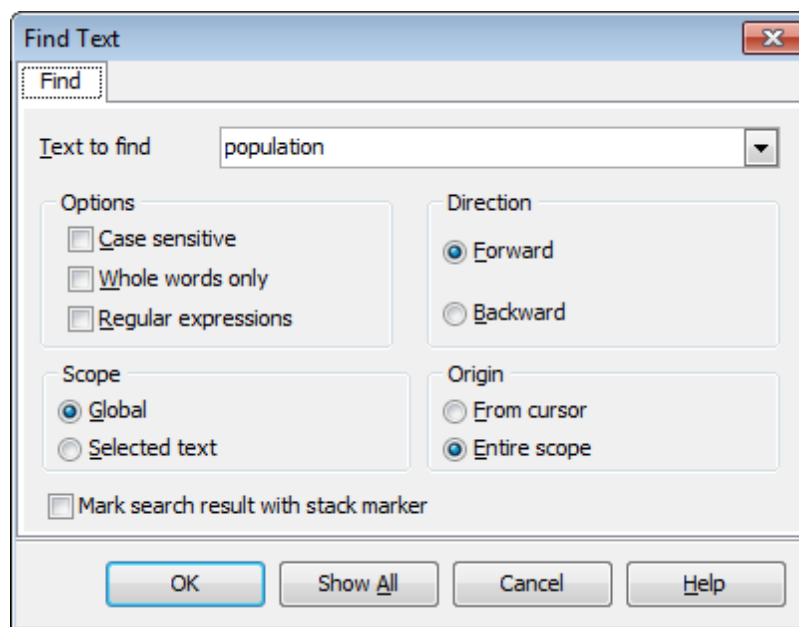 Find Text
Find
Text to find population
Options
Case sensitive
Whole words only
Regular expressions
Direction
Forward
Backward
Scope
Global
Selected text
Origin
From cursor
Entire scope
Mark search result with stack marker
OK Show All Cancel Help